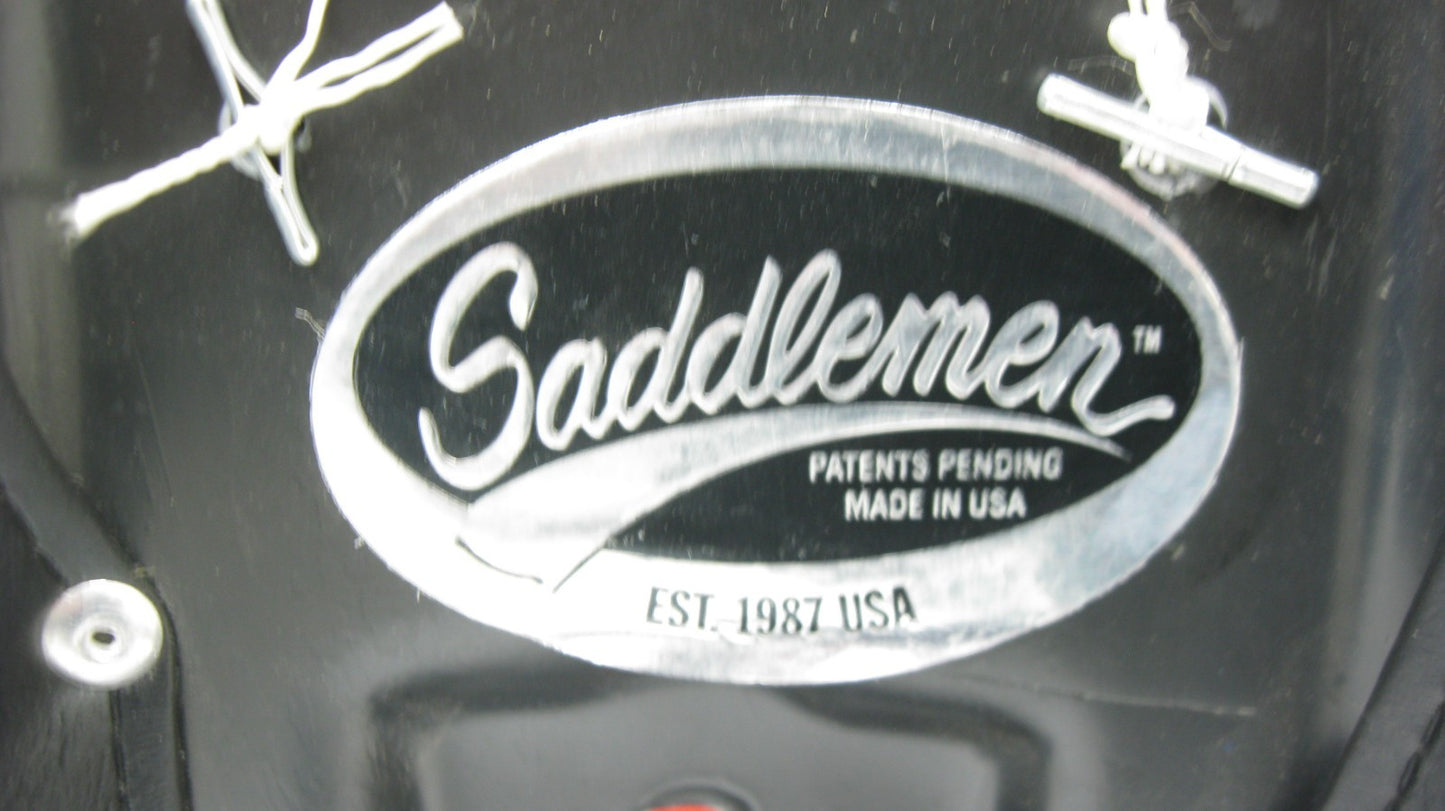 Saddlemen™
PATENTS PENDING
MADE IN USA
EST. 1987 USA